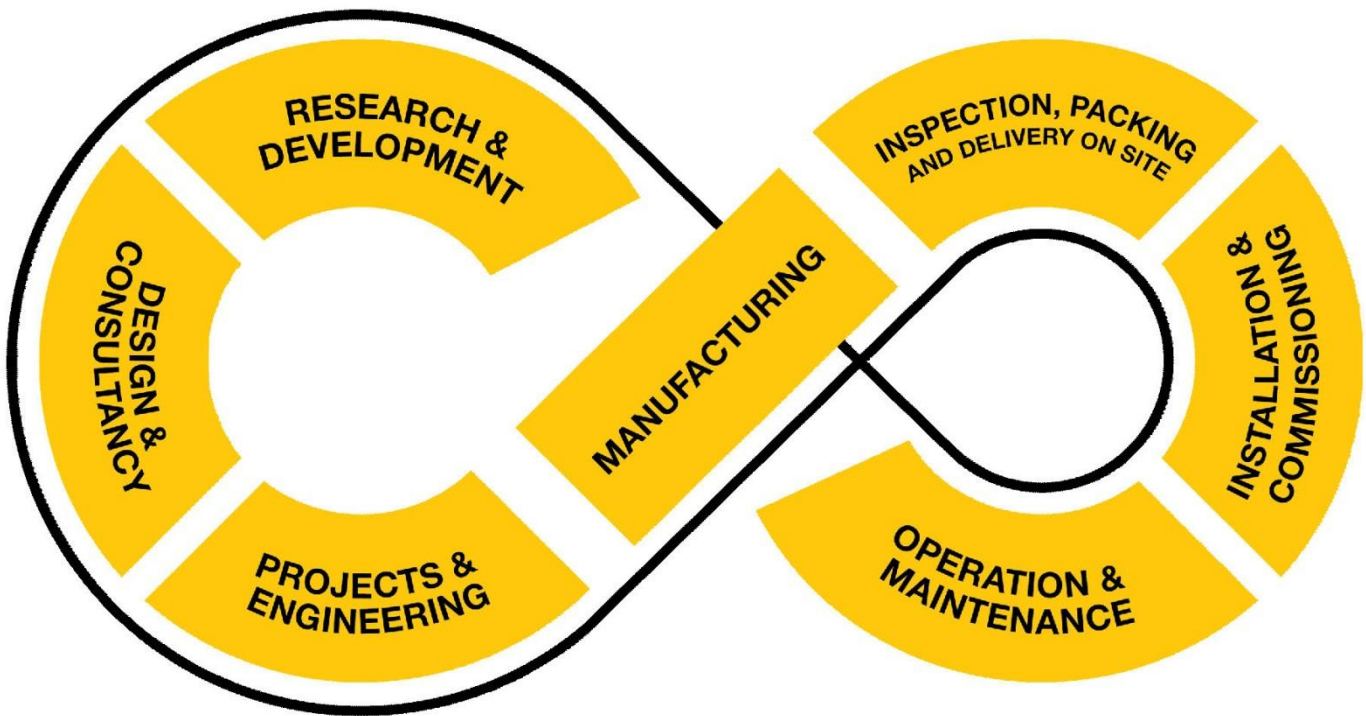 RESEARCH &
DEVELOPMENT
DESIGN &
CONSULTANCY
PROJECTS &
ENGINEERING
MANUFACTURING
INSPECTION, PACKING
AND DELIVERY ON SITE
INSTALLATION &
COMMISSIONING
OPERATION &
MAINTENANCE